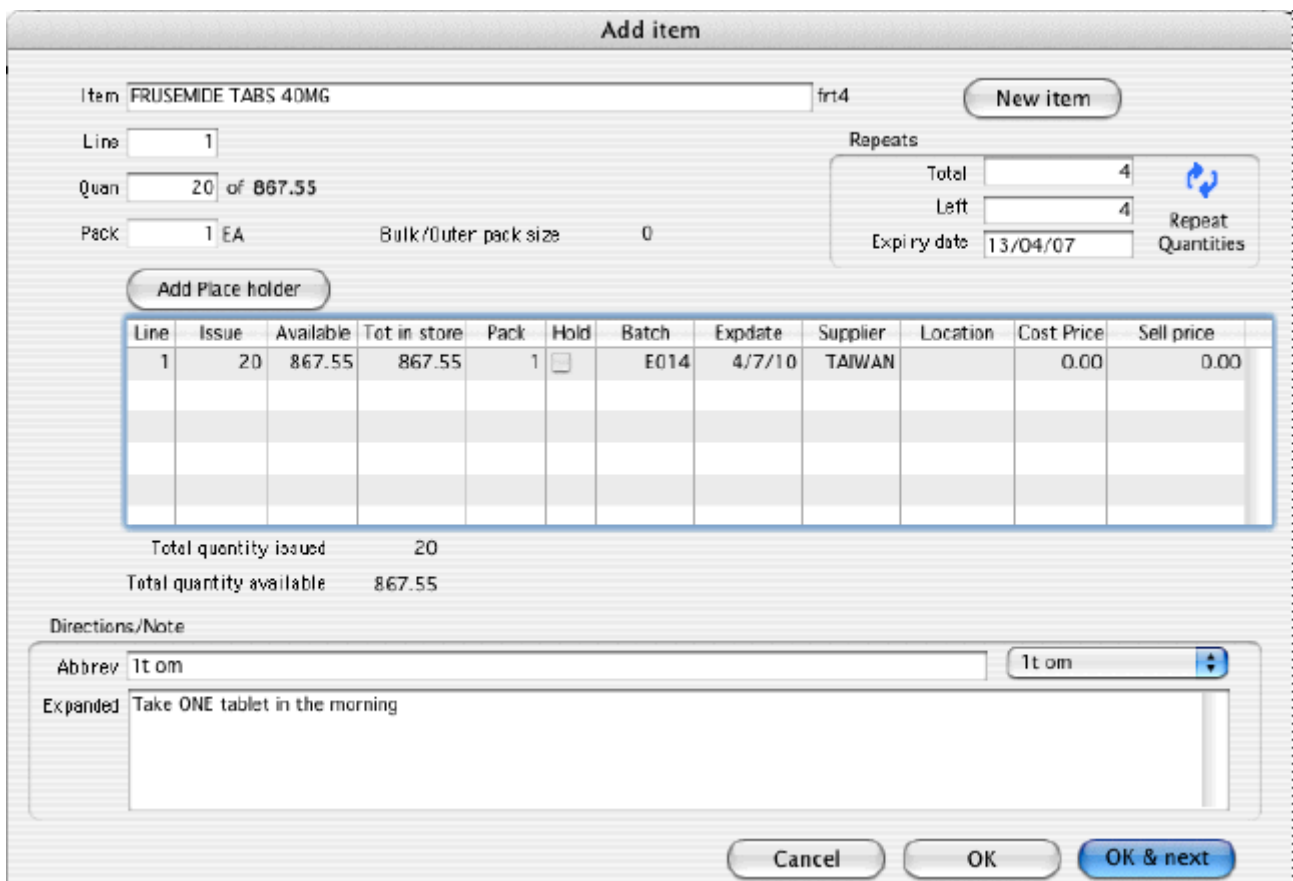 Add item
Item FRUSEMIDE TABS 40MG frt4 New item
Line 1 Repeats
Quan 20 of 867.55 Total 4
Left 4 Repeat
Pack 1 EA Bulk/Outer pack size 0 Expiry date 13/04/07 Quantities
Add Place holder
Line Issue Available Tot in store Pack Hold Batch Expdate Supplier Location Cost Price Sell price
1 20 867.55 867.55 1 E014 4/7/10 TAIWAN 0.00 0.00
Total quantity issued 20
Total quantity available 867.55
Directions/Note
Abbrev 1t om 1t om
Expanded Take ONE tablet in the morning
Cancel OK OK & next